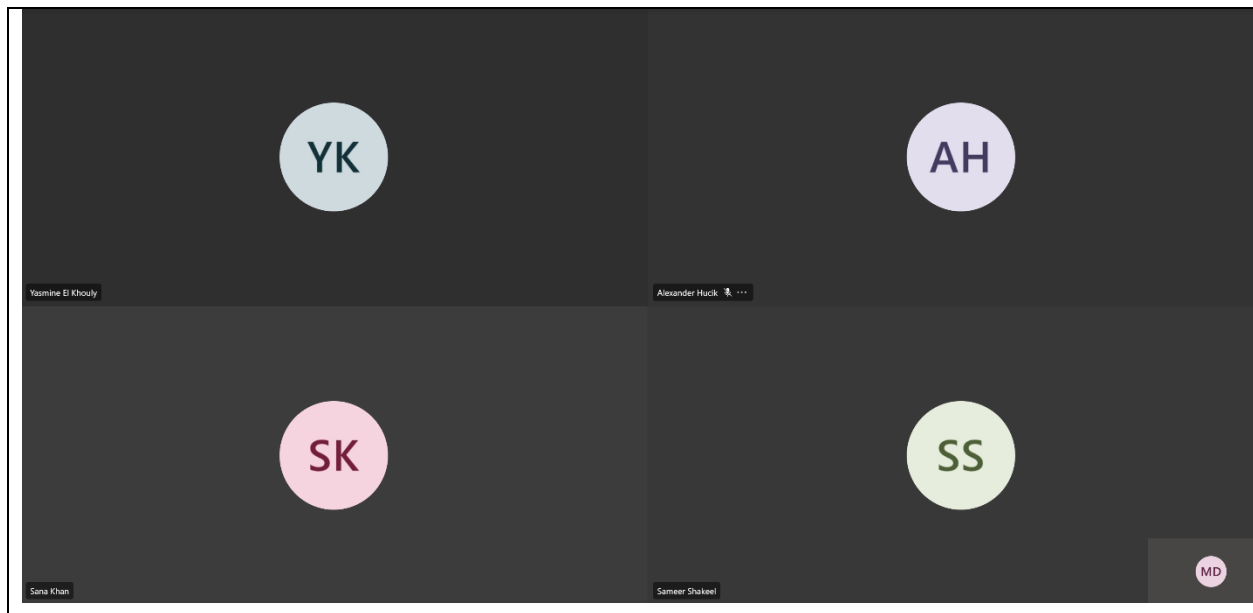 YK
AH
Yasmine El Khouly
Alexander Hucik
SK
SS
Sana Khan
Sameer Shakeel
MD